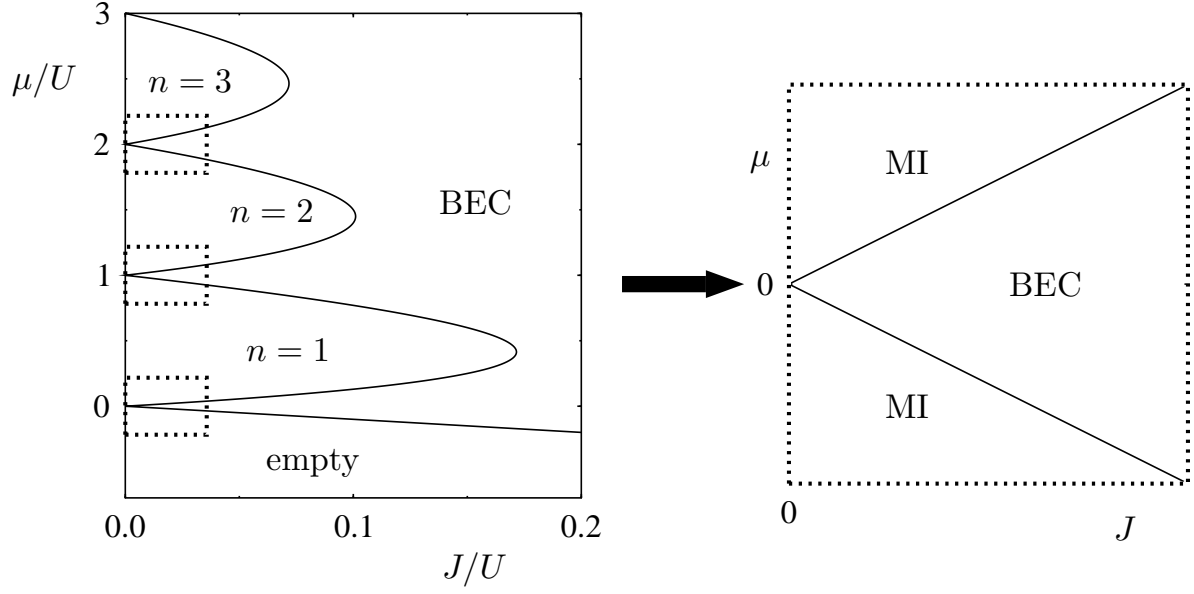 3
μ/U
n = 3
2
n = 2
BEC
1
n = 1
0
empty
0.0
0.1
0.2
J/U
MI
μ
0
BEC
MI
0
J